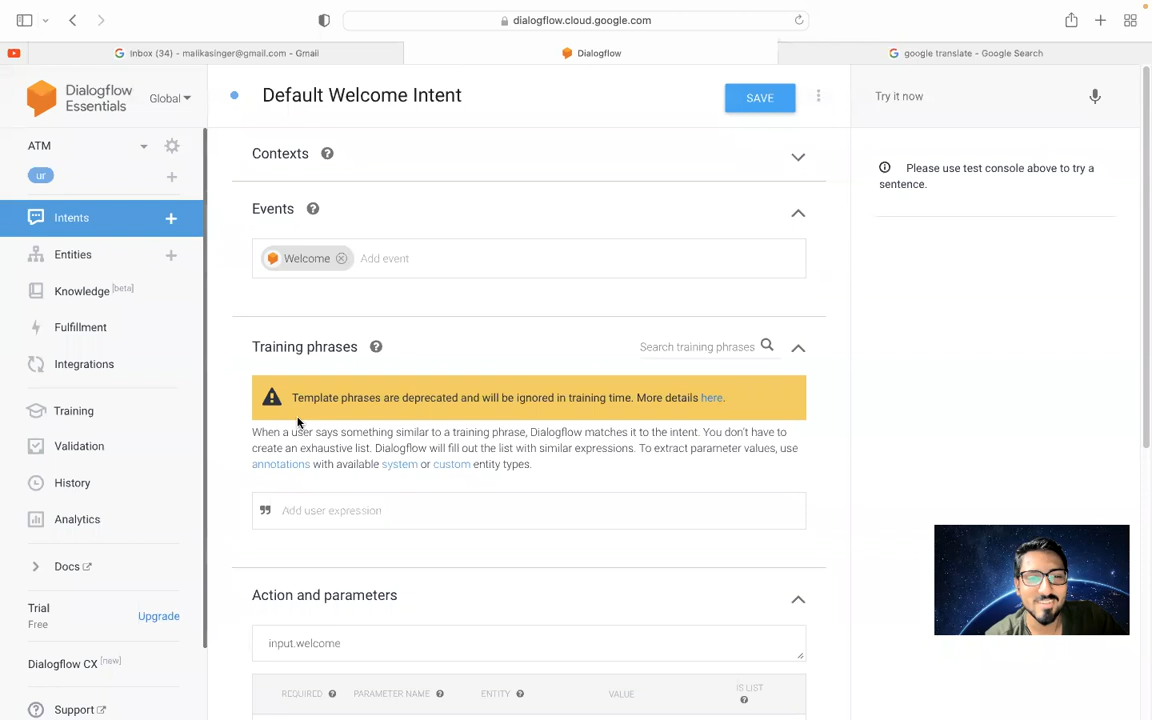 dialogflow.cloud.google.com
inbox (34) - malikasinger@gmail.com - Gmail
Dialogflow
google translate - Google Search
Dialogflow
Essentials
Global
Default Welcome Intent
SAVE
Try it now
ATM
ur
Intents
Entities
Knowledge [beta]
Fulfillment
Integrations
Training
Validation
History
Analytics
Docs
Trial
Free
Upgrade
Dialogflow CX [new]
Support
Contexts
Events
Welcome
Add event
Training phrases
Search training phrases
Template phrases are deprecated and will be ignored in training time. More details here.
When a user says something similar to a training phrase, Dialogflow matches it to the intent. You don't have to
create an exhaustive list. Dialogflow will fill out the list with similar expressions. To extract parameter values, use
annotations with available system or custom entity types.
Add user expression
Action and parameters
input.welcome
REQUIRED PARAMETER NAME ENTITY VALUE IS LIST
Please use test console above to try a
sentence.